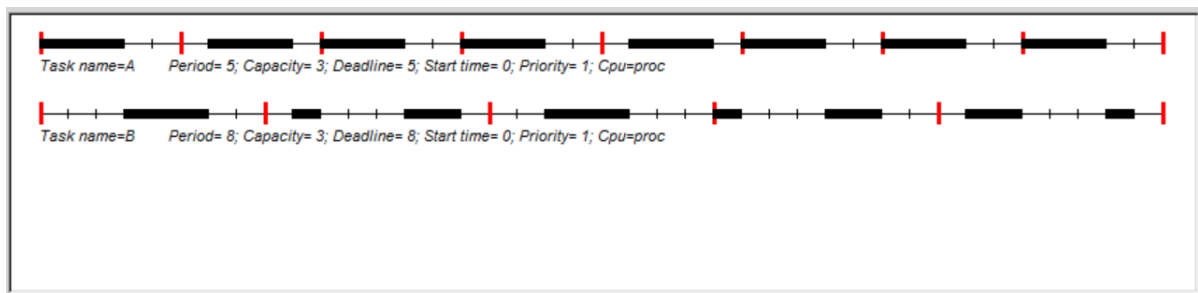 Task name=A Period= 5; Capacity= 3; Deadline= 5; Start time= 0; Priority= 1; Cpu=proc
Task name=B Period= 8; Capacity= 3; Deadline= 8; Start time= 0; Priority= 1; Cpu=proc